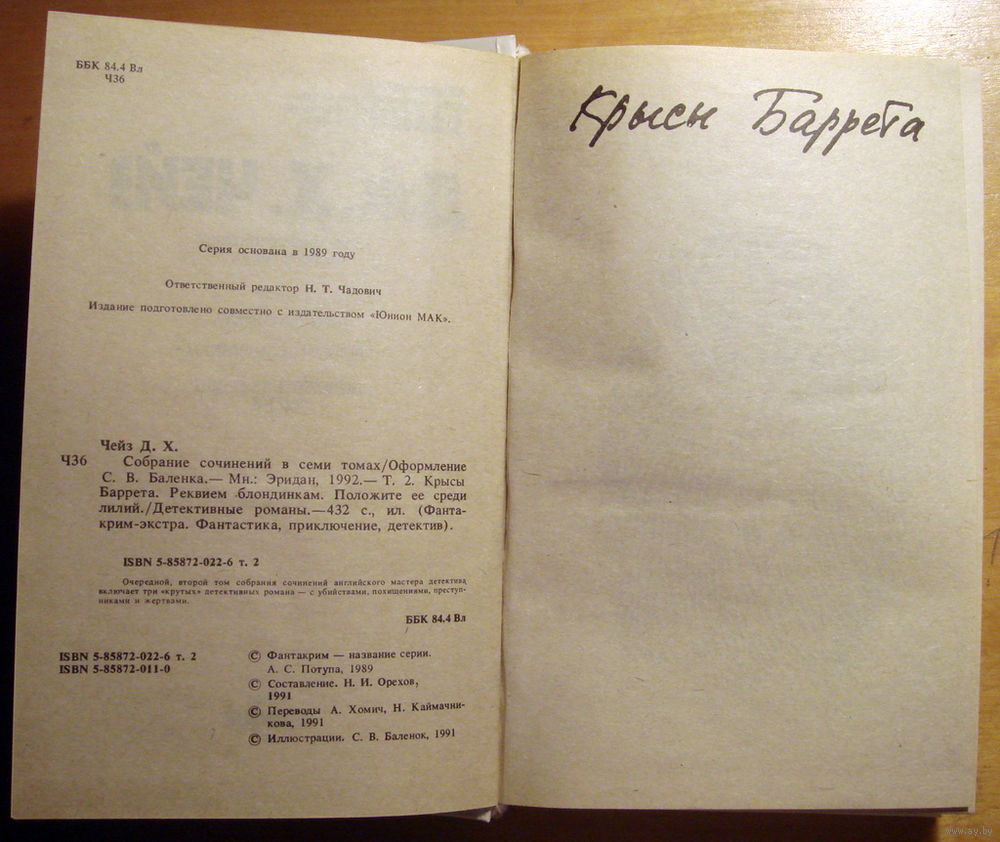 ББК 84.4 Вл
Ч36
Серия основана в 1989 году
Ответственный редактор Н. Т. Чадович
Издание подготовлено совместно с издательством «Юнион МАК».
Чейз Д. Х.
Ч36
Собрание сочинений в семи томах/Оформление
С. В. Баленка.— Мн.: Эридан, 1992.— Т. 2. Крысы
Баррета. Реквием блондинкам. Положите ее среди
лилий./Детективные романы.—432 с., ил. (Фанта-
крим-экстра. Фантастика, приключение, детектив).
ISBN 5-85872-022-6 т. 2
Очередной, второй том собрания сочинений английского мастера детектива
включает три «крутых» детективных романа — с убийствами, похищениями, преступ-
никами и жертвами.
ББК 84.4 Вл
ISBN 5-85872-022-6 т. 2
ISBN 5-85872-011-0
© Фантакрим — название серии.
А. С. Потупа, 1989
© Составление. Н. И. Орехов,
1991
© Переводы А. Хомич, Н. Каймачни-
кова, 1991
© Иллюстрации. С. В. Баленок, 1991
Крысы Баррета
www.ay.by